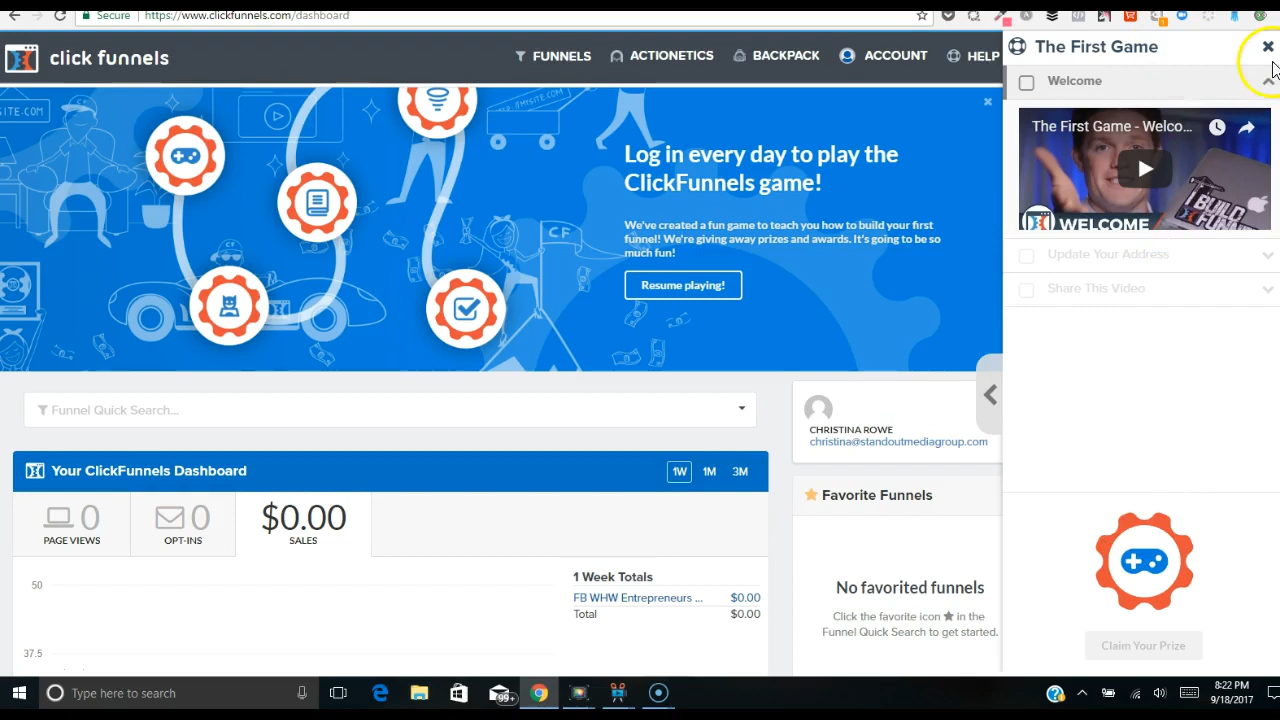 Secure https://www.clickfunnels.com/dashboard
click funnels
FUNNELS
ACTIONETICS
BACKPACK
ACCOUNT
HELP
The First Game
Welcome
The First Game - Welco...
WELCOME
I BUILD
Update Your Address
Share This Video
Claim Your Prize
CF
Log in every day to play the
ClickFunnels game!
We've created a fun game to teach you how to build your first
funnel! We're giving away prizes and awards. It's going to be so
much fun!
Resume playing!
Funnel Quick Search...
CHRISTINA ROWE
christina@standoutmediagroup.com
Your ClickFunnels Dashboard
1W 1M 3M
0
PAGE VIEWS
0
OPT-INS
$0.00
SALES
Favorite Funnels
No favorited funnels
Click the favorite icon in the
Funnel Quick Search to get started.
50
37.5
1 Week Totals
FB WHW Entrepreneurs ... $0.00
Total $0.00
Type here to search
99+
8:22 PM
9/18/2017